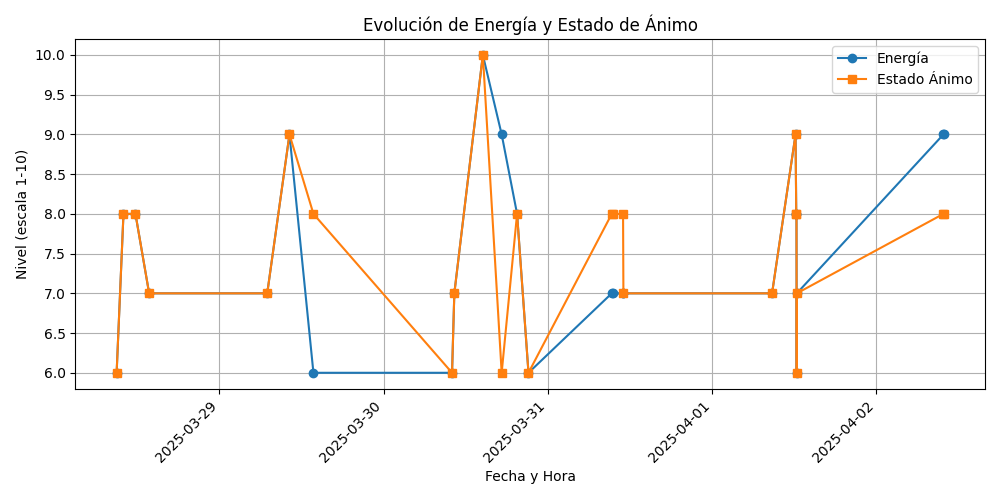 Evolución de Energía y Estado de Ánimo
Energía
Estado Ánimo
Nivel (escala 1-10)
10.0
9.5
9.0
8.5
8.0
7.5
7.0
6.5
6.0
2025-03-29
2025-03-30
2025-03-31
2025-04-01
2025-04-02
Fecha y Hora